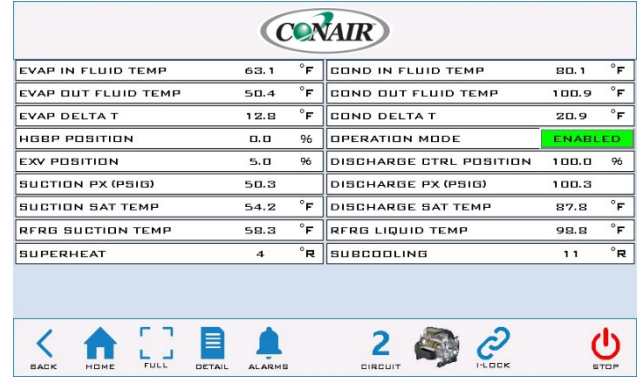 CONAIR
EVAP IN FLUID TEMP 63.1 °F COND IN FLUID TEMP 80.1 °F
EVAP OUT FLUID TEMP 50.4 °F COND OUT FLUID TEMP 100.9 °F
EVAP DELTA T 12.8 °F COND DELTA T 20.9 °F
HGBP POSITION 0.0 % OPERATION MODE ENABLED
EXV POSITION 5.0 % DISCHARGE CTRL POSITION 100.0 %
SUCTION PX (PSIG) 50.3 DISCHARGE PX (PSIG) 100.3
SUCTION SAT TEMP 54.2 °F DISCHARGE SAT TEMP 87.8 °F
RFRG SUCTION TEMP 58.3 °F RFRG LIQUID TEMP 98.8 °F
SUPERHEAT 4 °R SUBCOOLING 11 °R
2
BACK HOME FULL DETAIL ALARMS CIRCUIT I-LOCK STOP